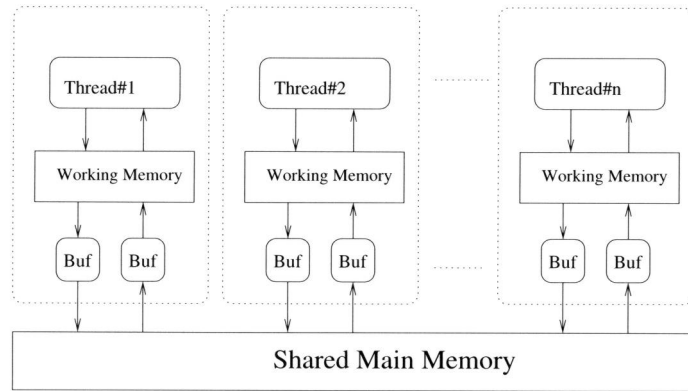 Thread#1
Thread#2
Thread#n
Working Memory
Working Memory
Working Memory
Buf
Buf
Buf
Buf
Buf
Buf
Shared Main Memory